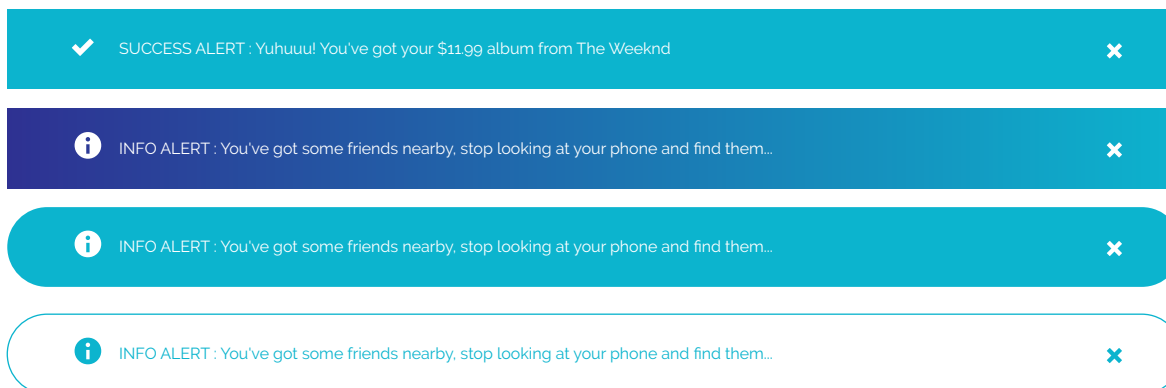 SUCCESS ALERT : Yuhuuu! You've got your $11.99 album from The Weeknd
INFO ALERT : You've got some friends nearby, stop looking at your phone and find them...
INFO ALERT : You've got some friends nearby, stop looking at your phone and find them...
INFO ALERT : You've got some friends nearby, stop looking at your phone and find them...